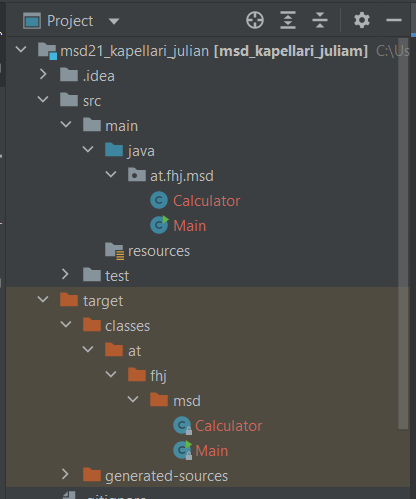 Project
msd21_kapellari_julian [msd_kapellari_juliam] C:\Us
.idea
src
main
java
at.fhj.msd
Calculator
Main
resources
test
target
classes
at
fhj
msd
Calculator
Main
generated-sources
.gitignore